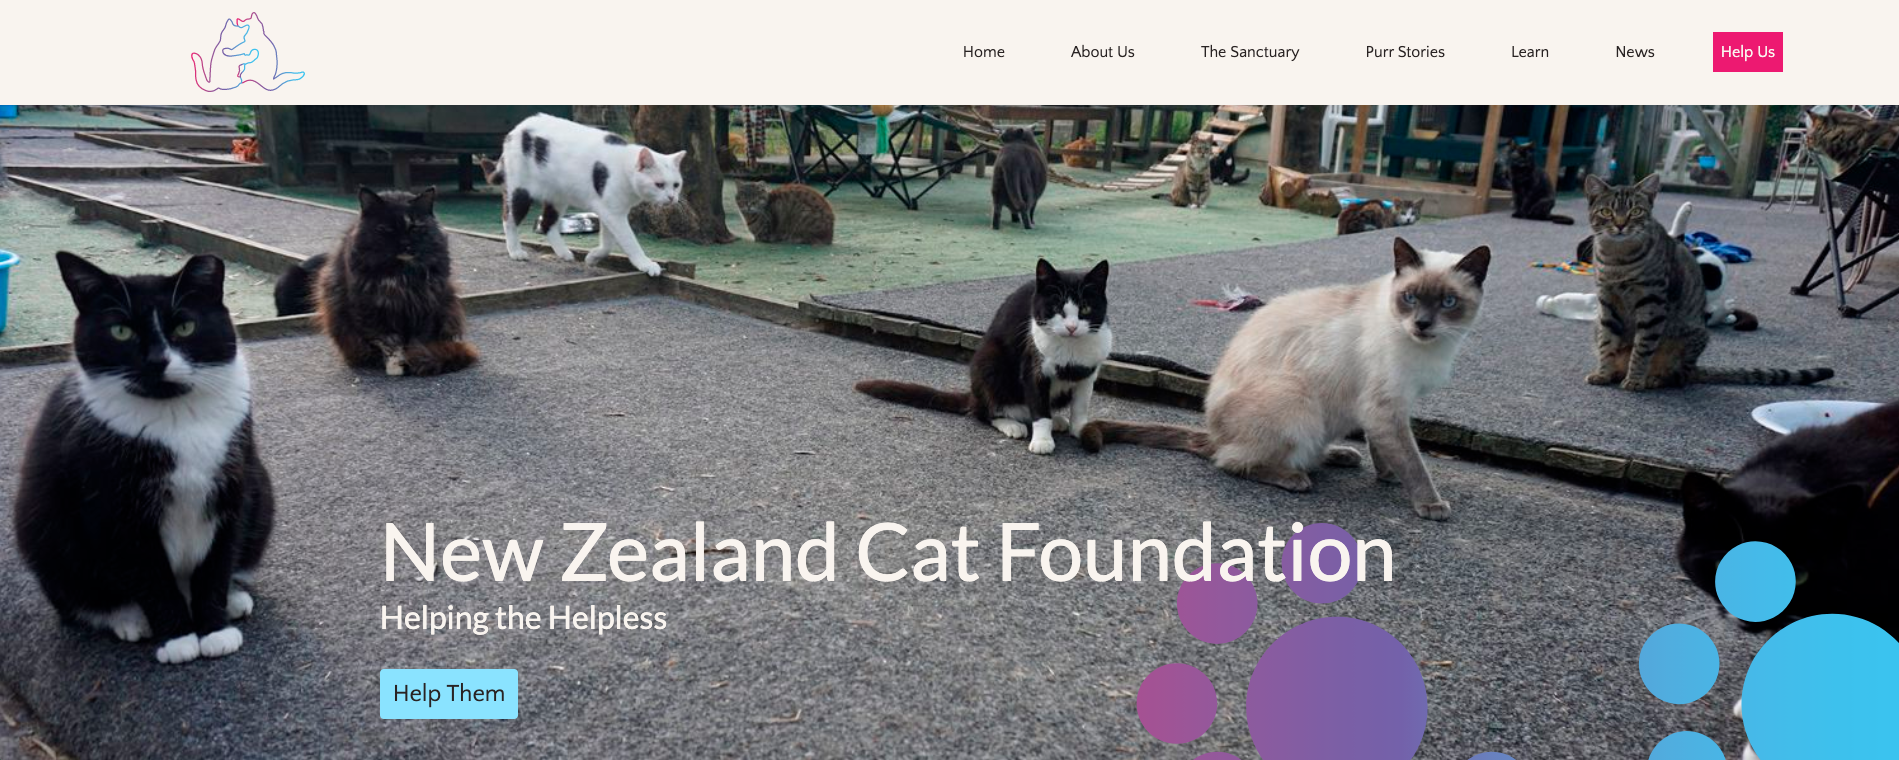 Home
About Us
The Sanctuary
Purr Stories
Learn
News
Help Us
New Zealand Cat Foundation
Helping the Helpless
Help Them